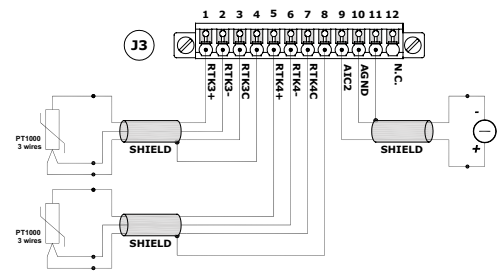 1 2 3 4 5 6 7 8 9 10 11 12
J3
RTK3+
RTK3-
RTK3C
RTK4+
RTK4-
RTK4C
AIC2
AGND
N.C.
PT1000
3 wires
SHIELD
SHIELD
-
+
PT1000
3 wires
SHIELD